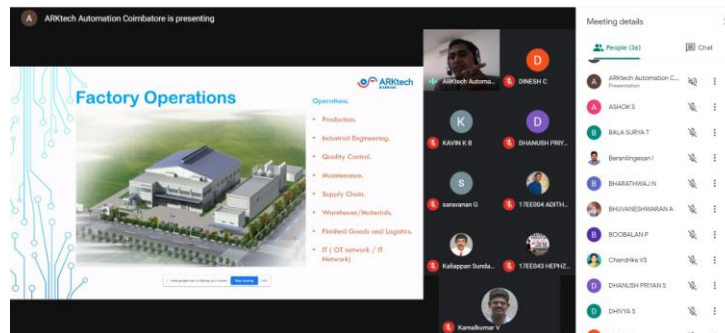 A ARKtech Automation Coimbatore is presenting
ARKtech
Factory Operations
Operations.
• Production.
• Industrial Engineering.
• Quality Control.
• Maintenance.
• Supply Chain.
• Warehouse/Materials.
• Finished Goods and Logistics.
• IT ( OT network / IT
Network)
ARKtech Automa...
D
DINESH C
K
KAVIN K B
D
DHANUSH PRIY...
S
saravanan G
17EE004 ADITH...
Kaliappan Sunda...
17EE043 HEPHZ...
Kamalkumar V
Meeting details
People (36)
Chat
A ARKtech Automation C...
Presentation
A ASHOK S
B BALA SURYA T
Baranilingesan I
B BHARATHWAJ N
BHUVANESHWARAN A
B BOOBALAN P
Chandrika VS
D DHANUSH PRIYAN S
D DHIVYA S